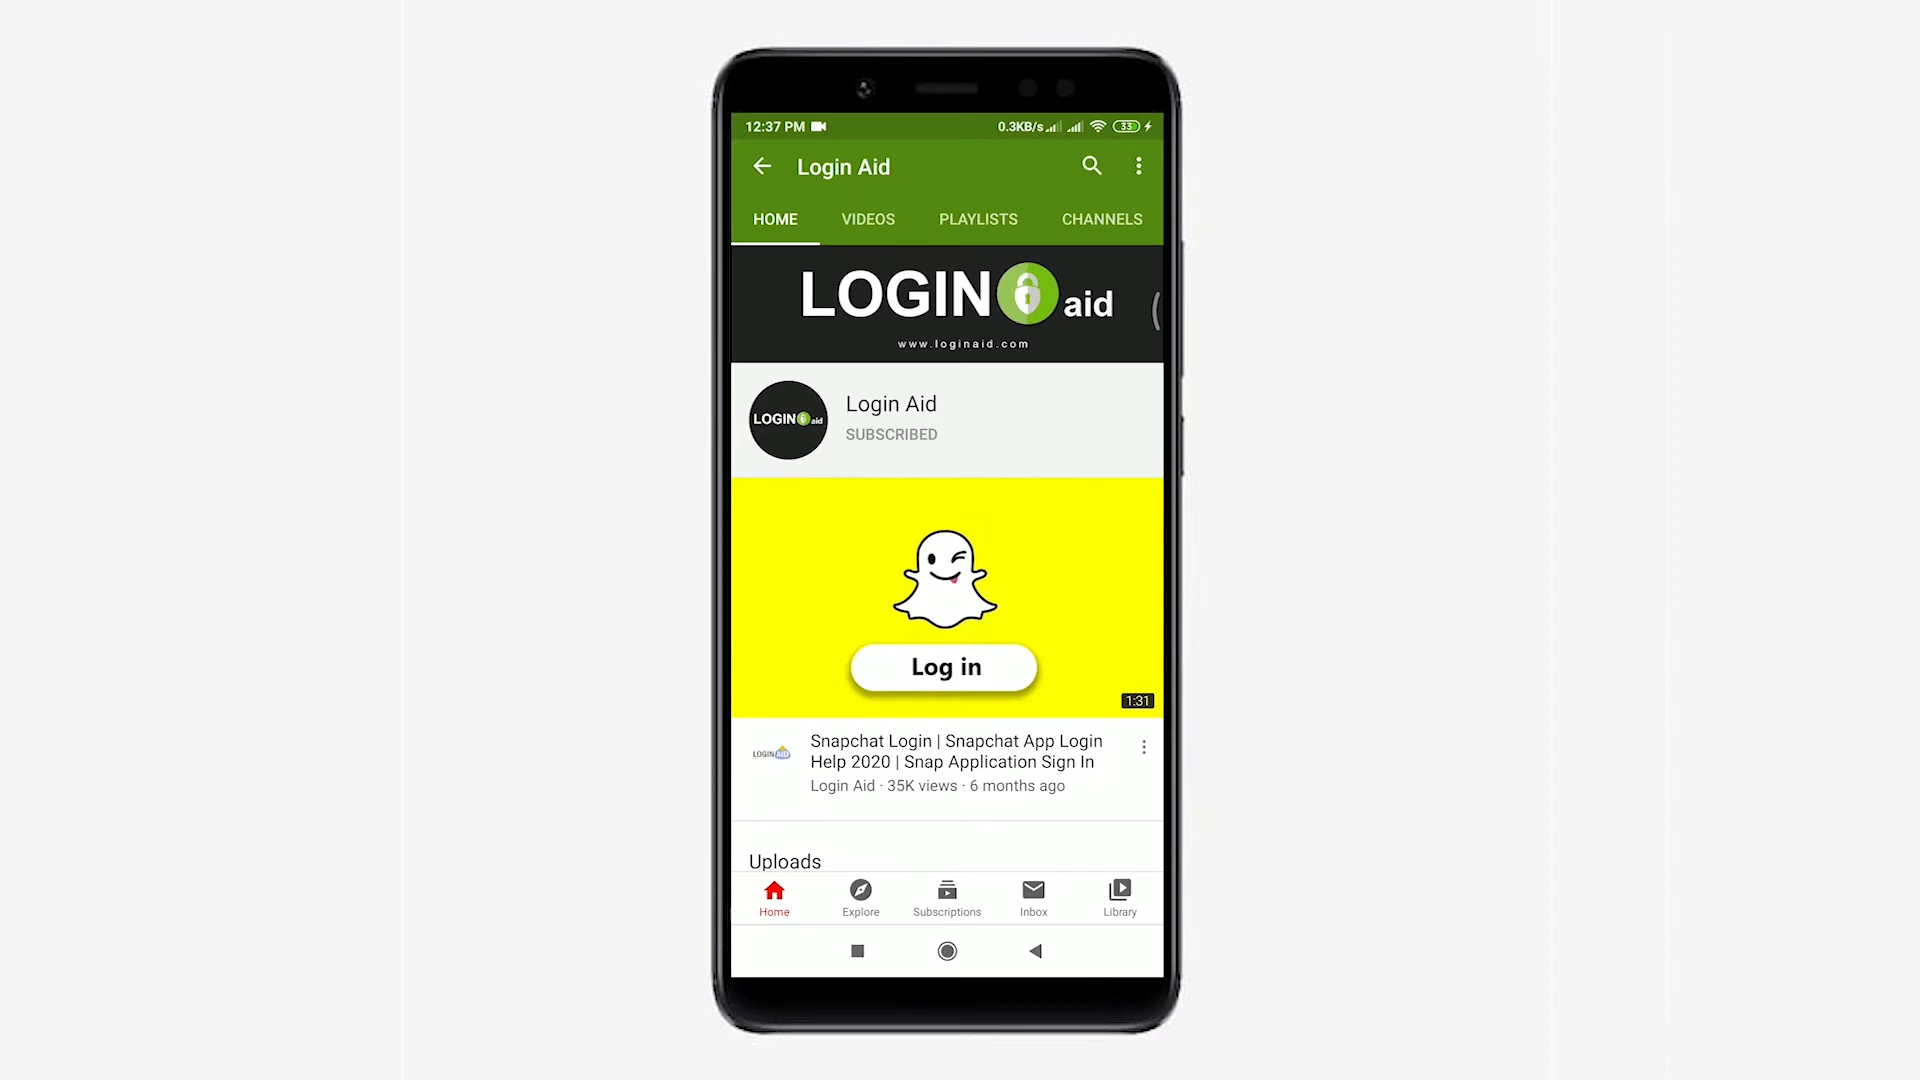 12:37 PM
0.3KB/s
33
Login Aid
HOME
VIDEOS
PLAYLISTS
CHANNELS
LOGIN aid
www.loginaid.com
LOGIN aid
Login Aid
SUBSCRIBED
Log in
1:31
LOGIN AID
Snapchat Login | Snapchat App Login
Help 2020 | Snap Application Sign In
Login Aid · 35K views · 6 months ago
Uploads
Home
Explore
Subscriptions
Inbox
Library